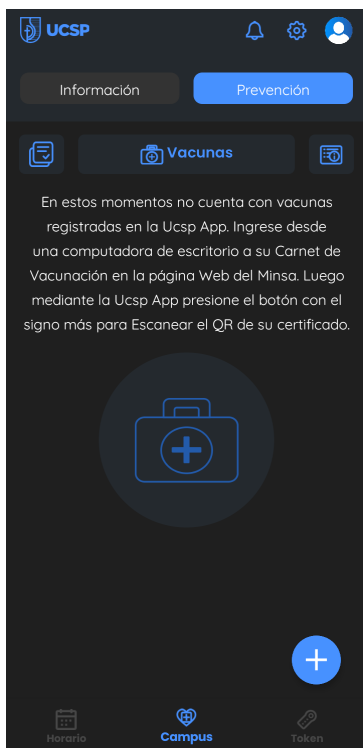 UCSP
Información
Prevención
Vacunas
En estos momentos no cuenta con vacunas
registradas en la Ucsp App. Ingrese desde
una computadora de escritorio a su Carnet de
Vacunación en la página Web del Minsa. Luego
mediante la Ucsp App presione el botón con el
signo más para Escanear el QR de su certificado.
Horario
Campus
Token